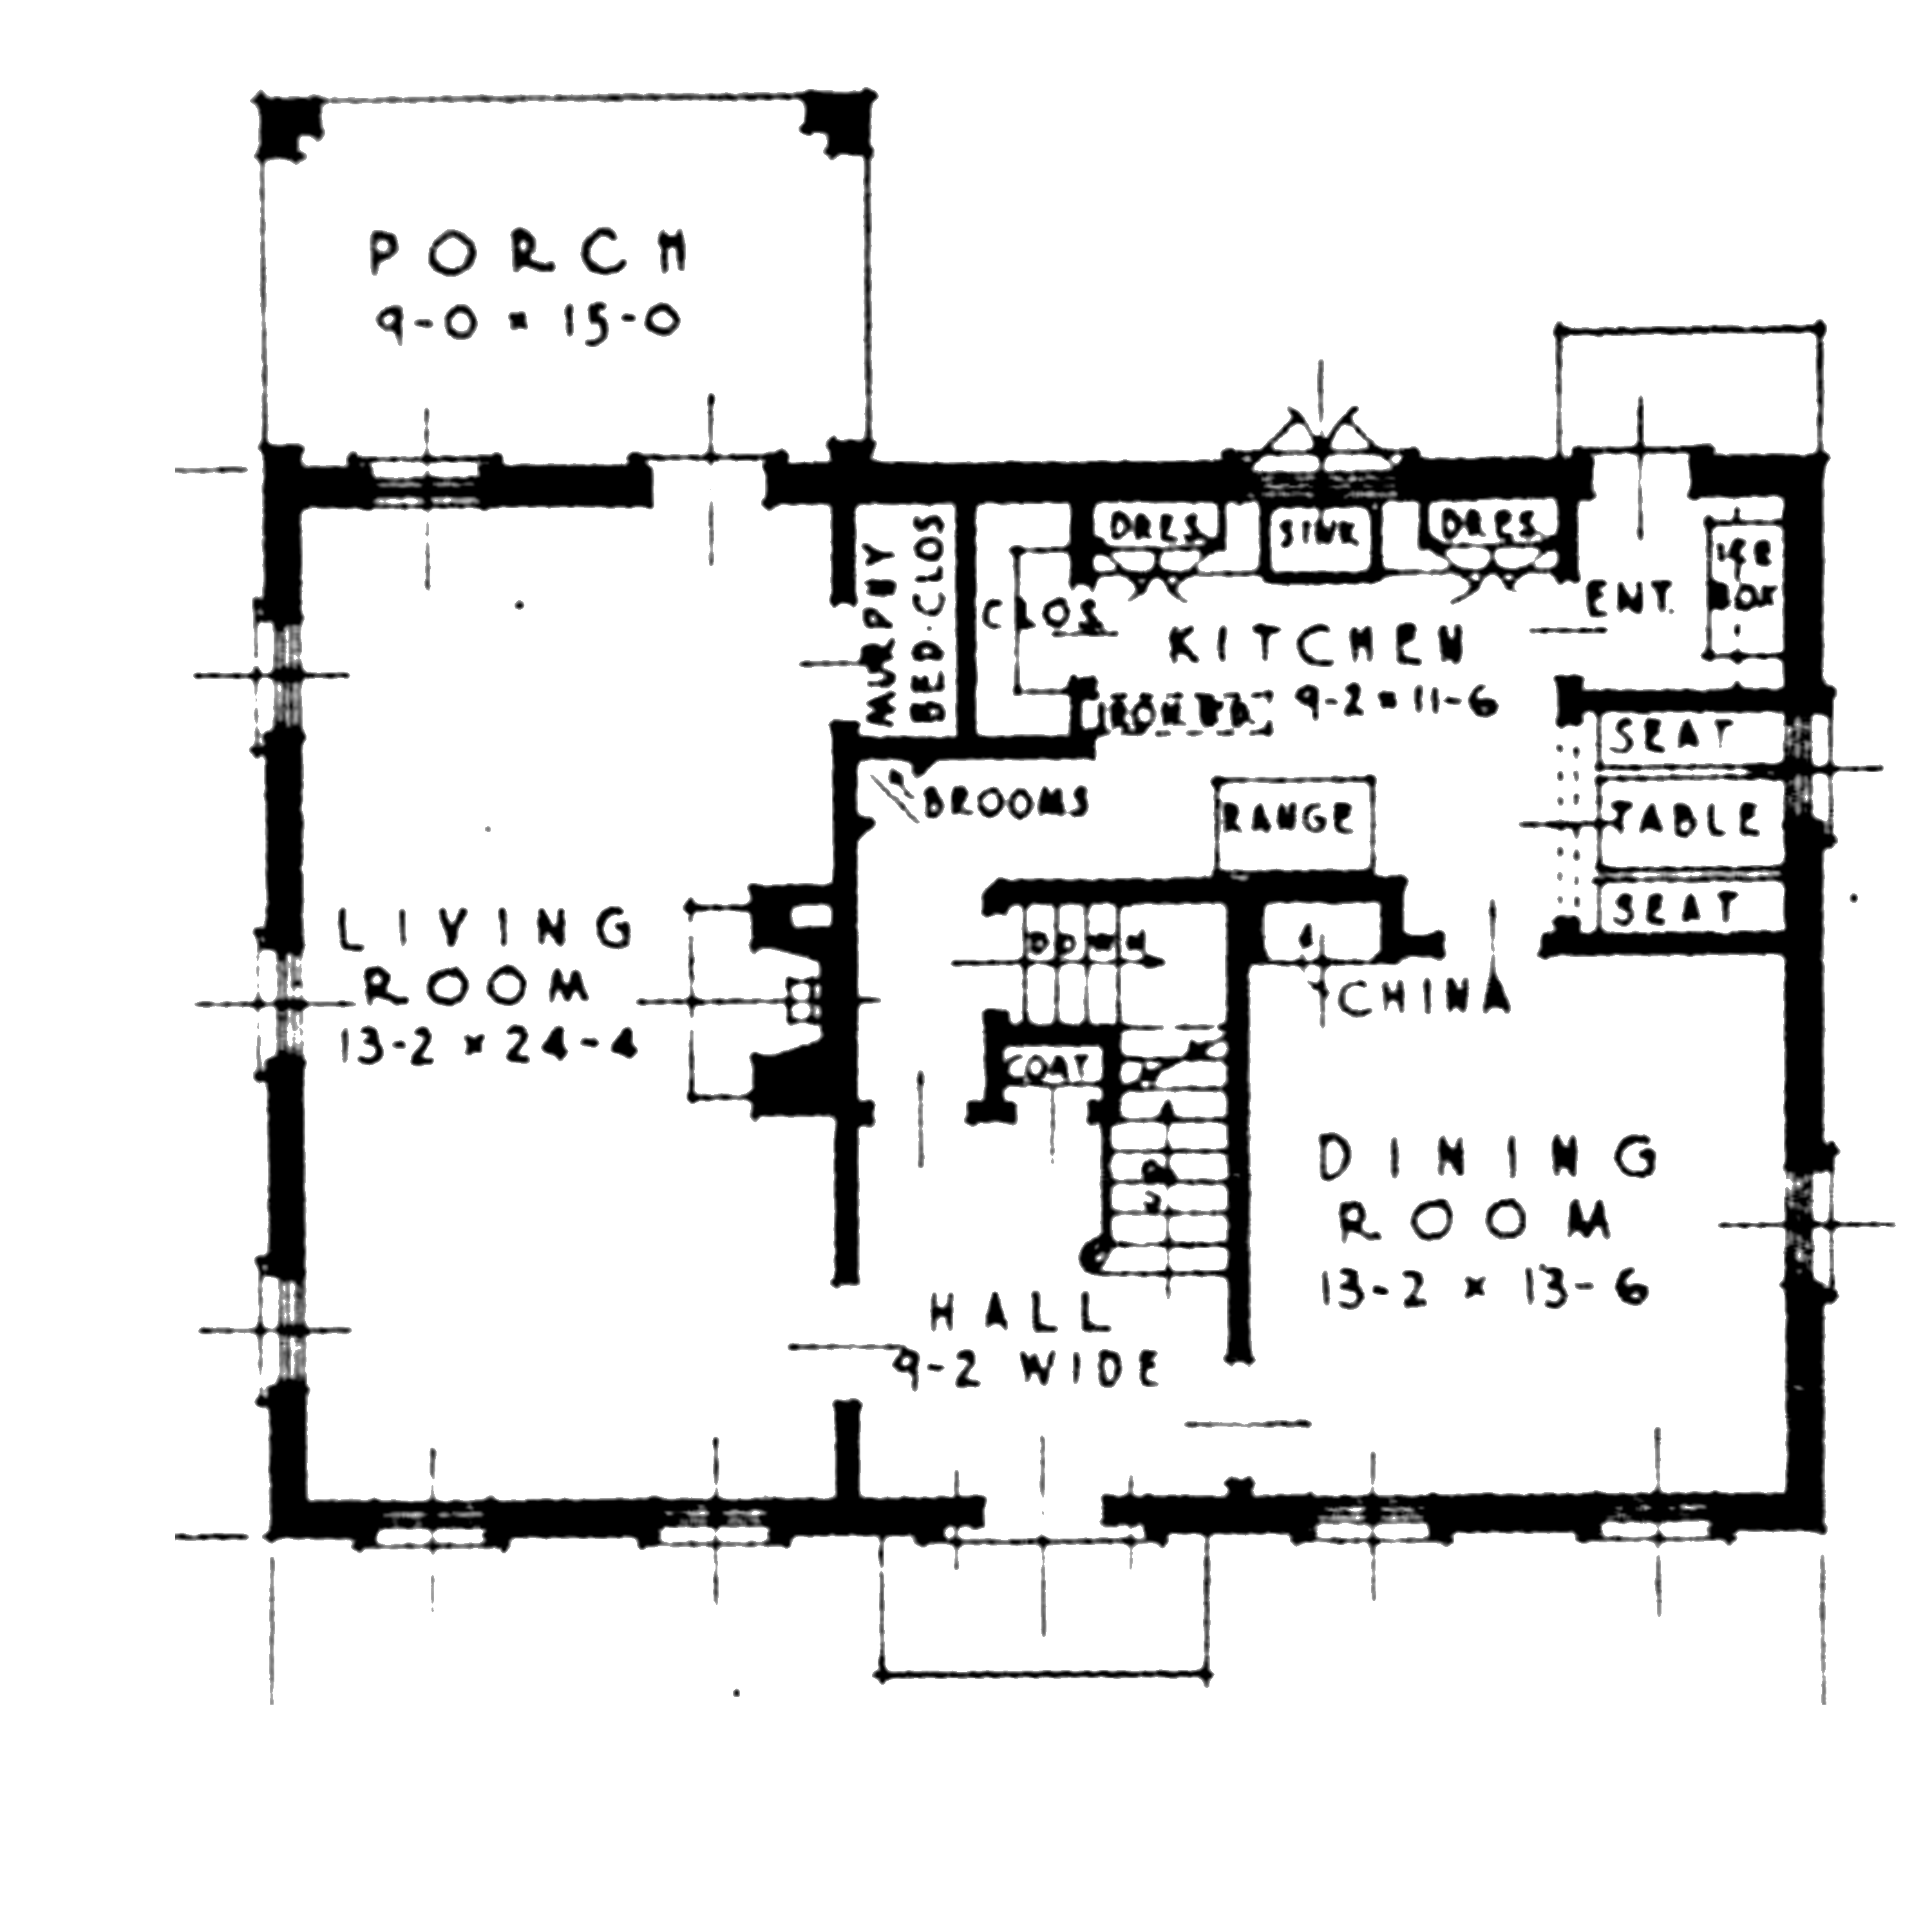 PORCH
9-0 x 15-0
DRES
SINK
DRES
ICE
BOX
MURPHY
BED CLOS
CLOS
ENT.
KITCHEN
9-2 x 11-6
IRON BD.
SEAT
BROOMS
RANGE
TABLE
SEAT
LIVING
ROOM
13-2 x 24-4
DOWN
CHINA
COAT
UP
DINING
ROOM
13-2 x 13-6
HALL
9-2 WIDE